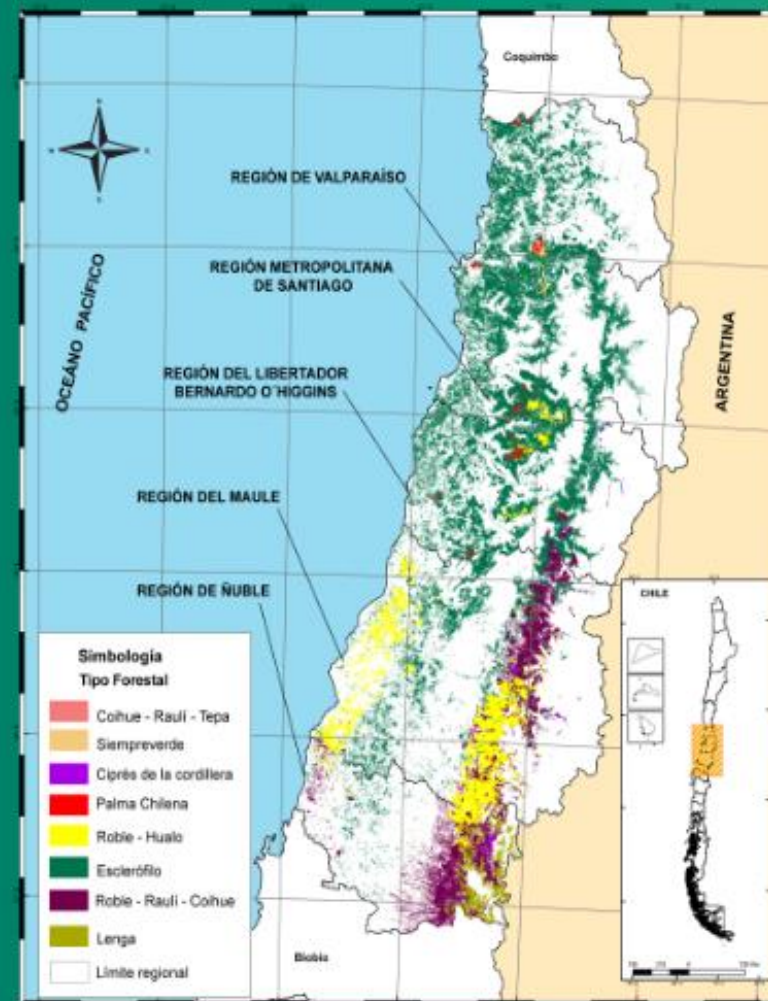 Coquimbo
REGIÓN DE VALPARAÍSO
REGIÓN METROPOLITANA
DE SANTIAGO
OCEÁNO PACÍFICO
ARGENTINA
REGIÓN DEL LIBERTADOR
BERNARDO O´HIGGINS
REGIÓN DEL MAULE
REGIÓN DE ÑUBLE
CHILE
Simbología
Tipo Forestal
Coihue - Raulí - Tepa
Siempreverde
Ciprés de la cordillera
Palma Chilena
Roble - Hualo
Esclerófilo
Roble - Raulí - Coihue
Lenga
Límite regional
Biobío